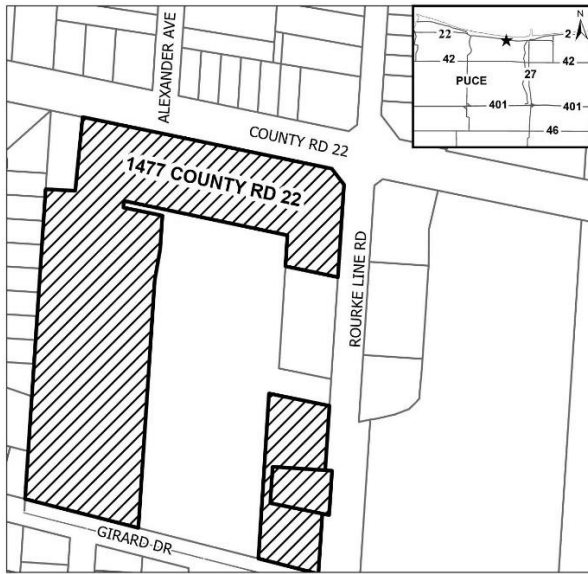 ALEXANDER AVE
COUNTY RD 22
1477 COUNTY RD 22
ROURKE LINE RD
GIRARD DR
N
22
2
42
42
PUCE
27
401
401
46